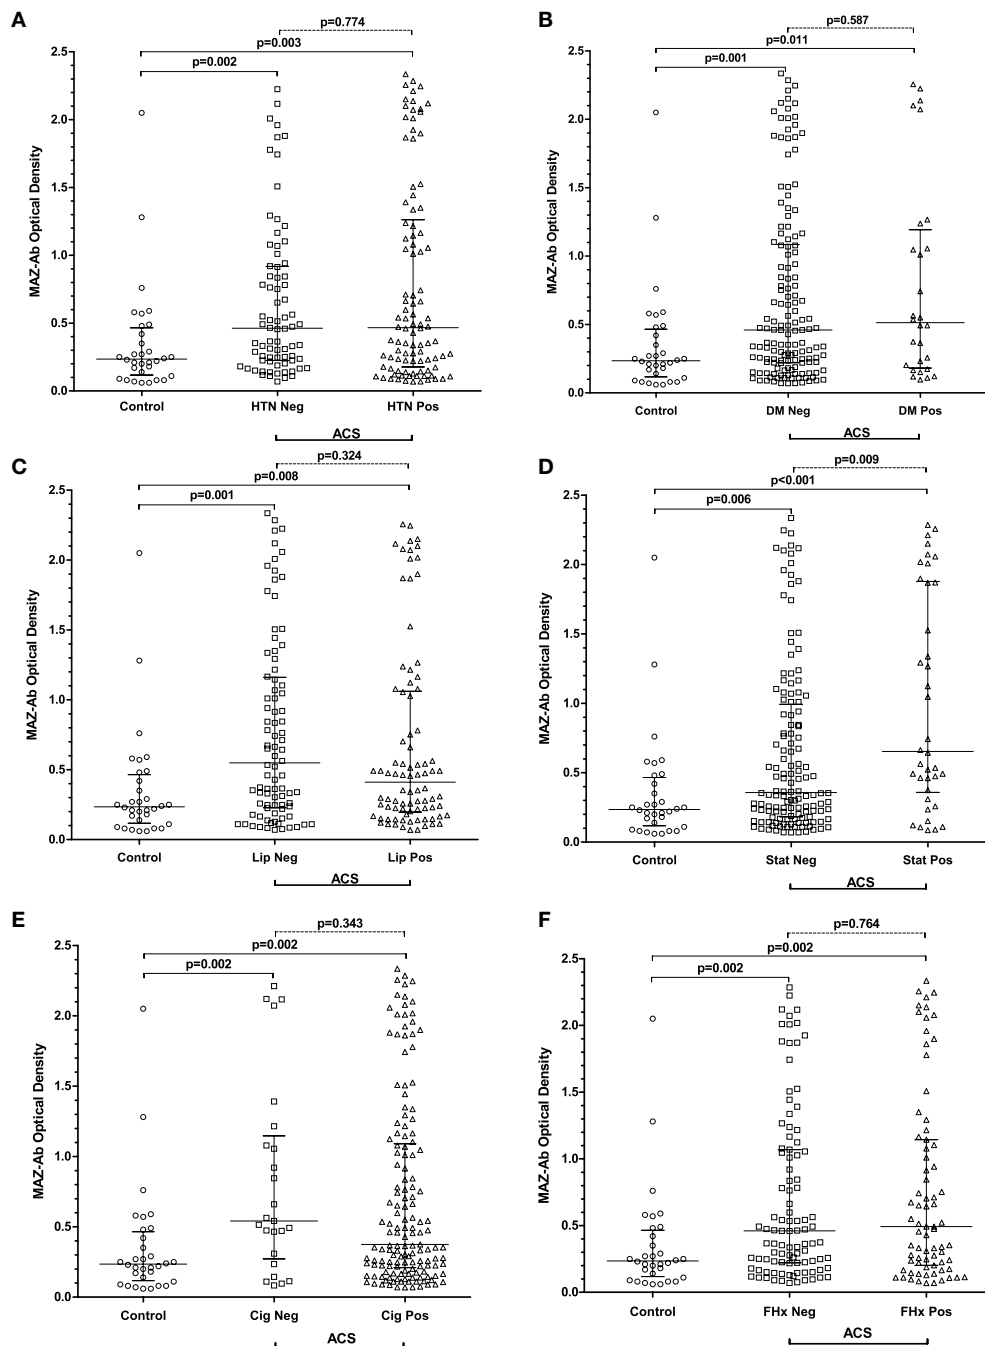 A
p=0.774
p=0.003
p=0.002
2.5
2.0
1.5
1.0
0.5
0.0
MAZ-Ab Optical Density
Control
HTN Neg
HTN Pos
ACS
B
p=0.587
p=0.011
p=0.001
2.5
2.0
1.5
1.0
0.5
0.0
MAZ-Ab Optical Density
Control
DM Neg
DM Pos
ACS
C
p=0.324
p=0.008
p=0.001
2.5
2.0
1.5
1.0
0.5
0.0
MAZ-Ab Optical Density
Control
Lip Neg
Lip Pos
ACS
D
p=0.009
p<0.001
p=0.006
2.5
2.0
1.5
1.0
0.5
0.0
MAZ-Ab Optical Density
Control
Stat Neg
Stat Pos
ACS
E
p=0.343
p=0.002
p=0.002
2.5
2.0
1.5
1.0
0.5
0.0
MAZ-Ab Optical Density
Control
Cig Neg
Cig Pos
ACS
F
p=0.764
p=0.002
p=0.002
2.5
2.0
1.5
1.0
0.5
0.0
MAZ-Ab Optical Density
Control
FHx Neg
FHx Pos
ACS